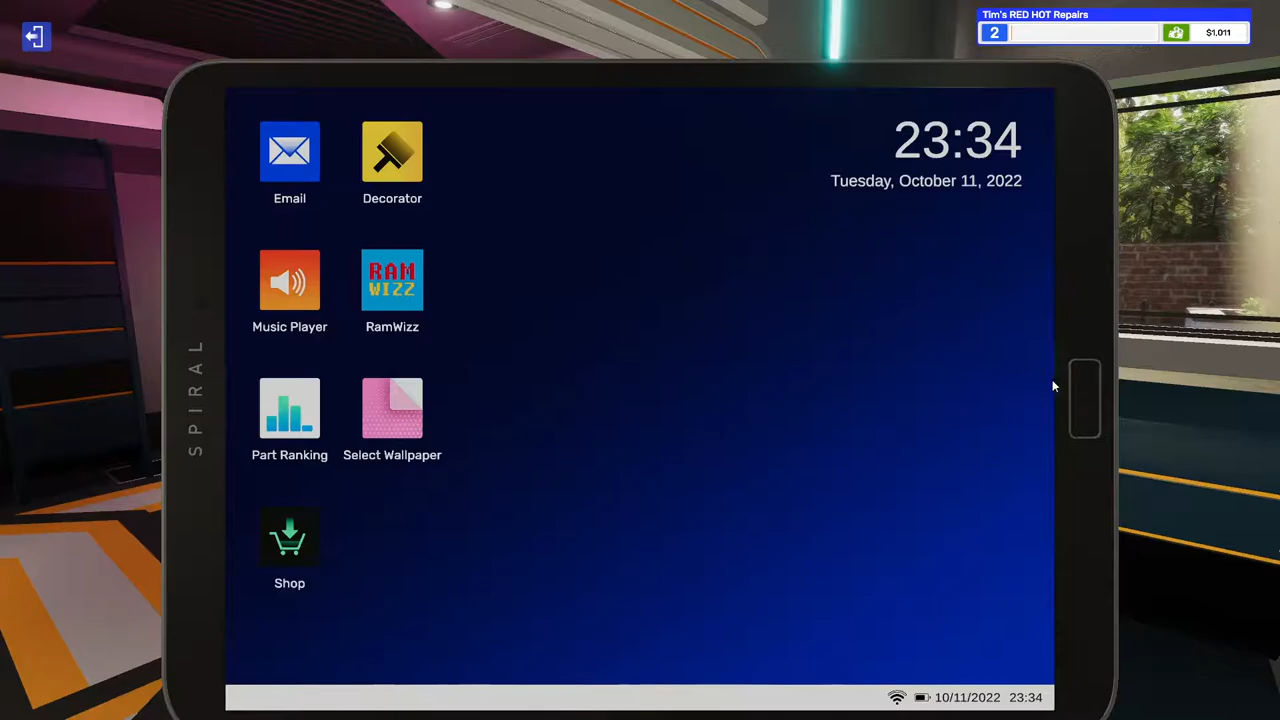 Tim's RED HOT Repairs
2
$1,011
23:34
Tuesday, October 11, 2022
Email
Decorator
RAM
WIZZ
Music Player
RamWizz
Part Ranking
Select Wallpaper
Shop
SPIRAL
10/11/2022 23:34